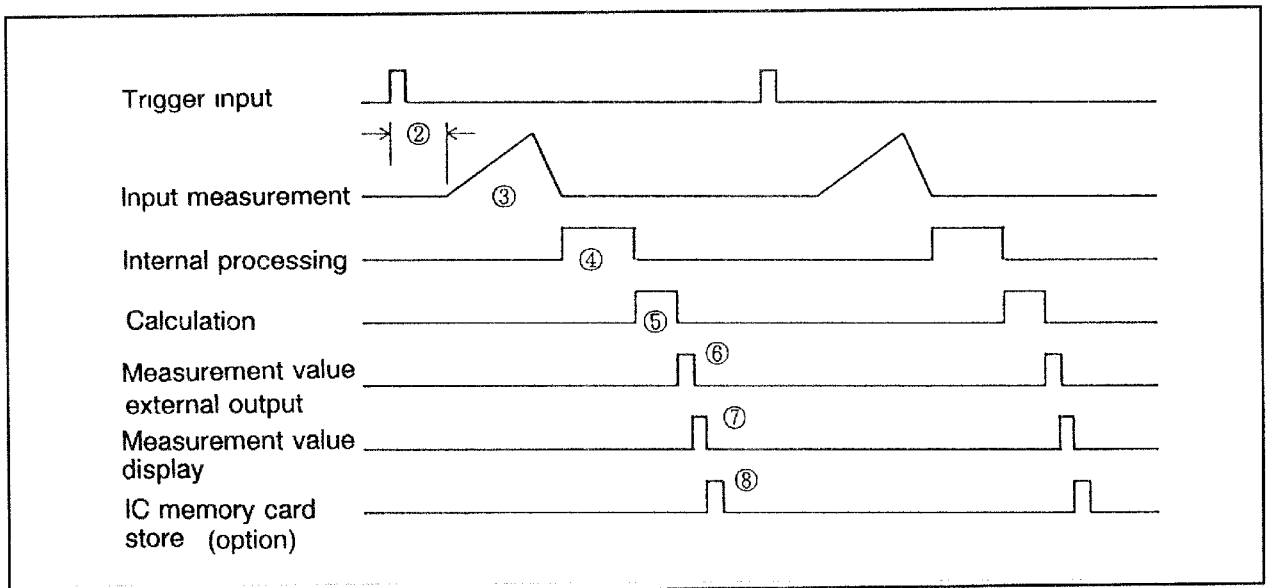 Trigger input
②
Input measurement
③
Internal processing
④
Calculation
⑤
Measurement value
external output
⑥
Measurement value
display
⑦
IC memory card
store (option)
⑧